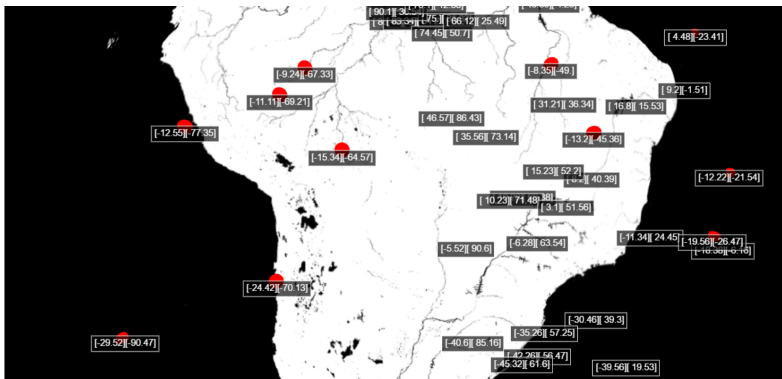 [ 66.12][ 25.49]
[ 74.45][ 50.7]
[ 4.48][-23.41]
[-9.24][-67.33]
[-8.35][-49.]
[ 9.2][-1.51]
[-11.11][-69.21]
[ 31.21][ 36.34]
[ 16.8][ 15.53]
[ 46.57][ 86.43]
[-12.55][-77.35]
[ 35.56][ 73.14]
[-13.2][-45.36]
[-15.34][-64.57]
[ 15.23][ 52.2]
[-12.22][-21.54]
[ 10.23][ 71.48]
[ 3.1][ 51.56]
[-11.34][ 24.45]
[-19.56][-26.47]
[-6.28][ 63.54]
[-5.52][ 90.6]
[-24.42][-70.13]
[-30.46][ 39.3]
[-35.26][ 57.25]
[-29.52][-90.47]
[-40.6][ 85.16]
[-42.26][ 56.47]
[-45.32][ 61.6]
[-39.56][ 19.53]